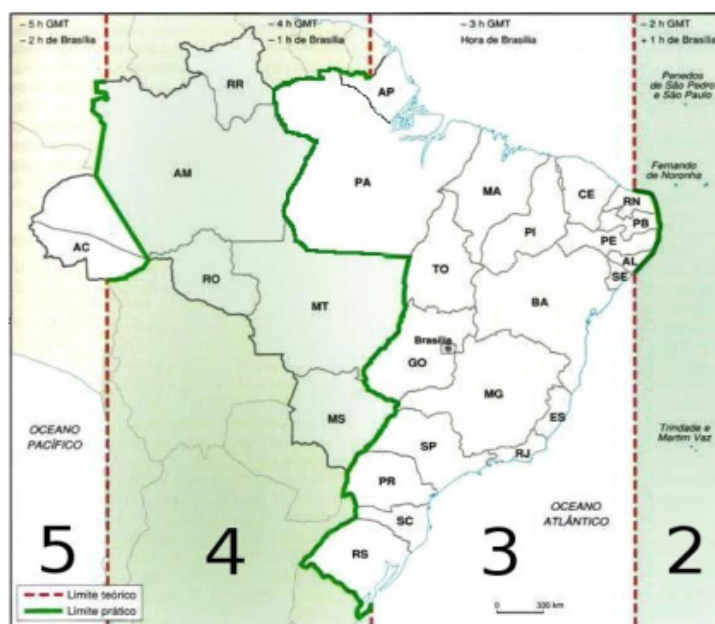 – 5 h GMT
– 2h de Brasília
– 4 h GMT
– 1 h de Brasília
– 3 h GMT
Hora de Brasília
– 2 h GMT
+ 1 h de Brasília
Penedos
de São Pedro
e São Paulo
RR
AP
Fernando
de Noronha
AM
PA
MA
CE
RN
PB
PI
PE
AL
SE
AC
RO
TO
BA
MT
Brasília
GO
MG
MS
ES
Trindade e
Martim Vaz
SP
RJ
OCEANO
PACÍFICO
PR
SC
OCEANO
ATLÂNTICO
RS
5
4
3
2
Limite teórico
Limite prático
0
300 km